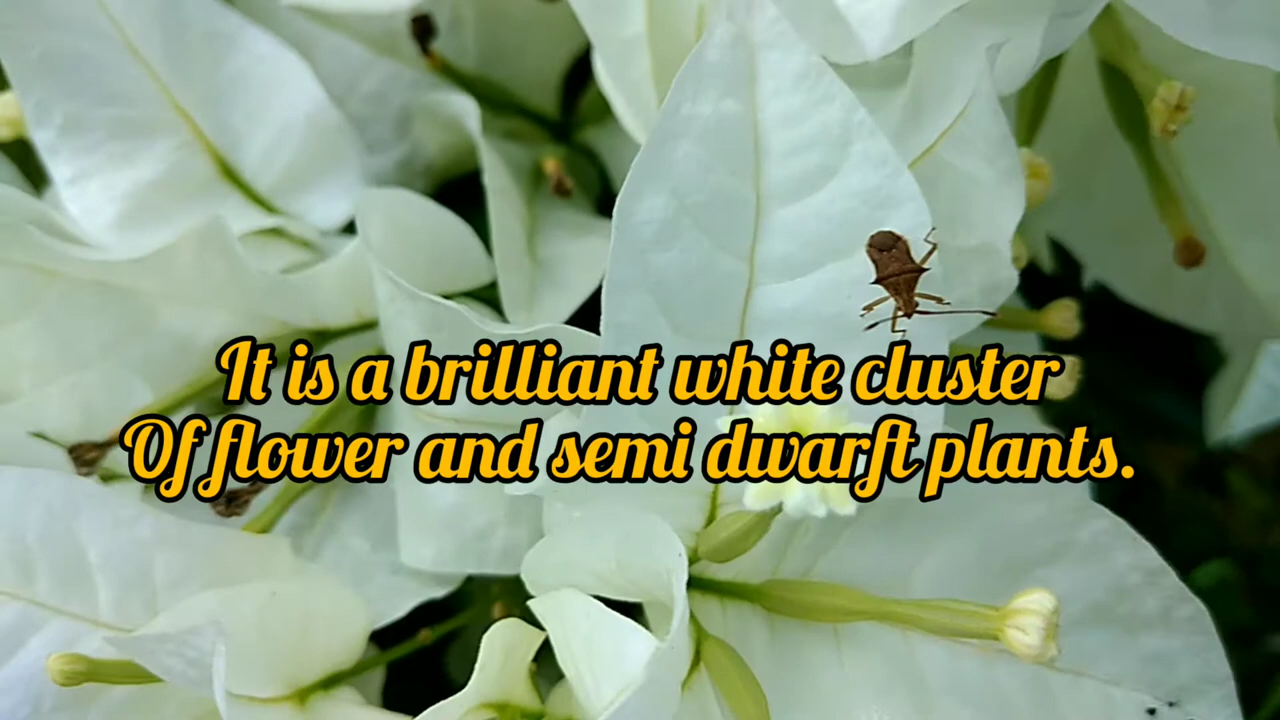 It is a brilliant white cluster
Of flower and semi dwarft plants.